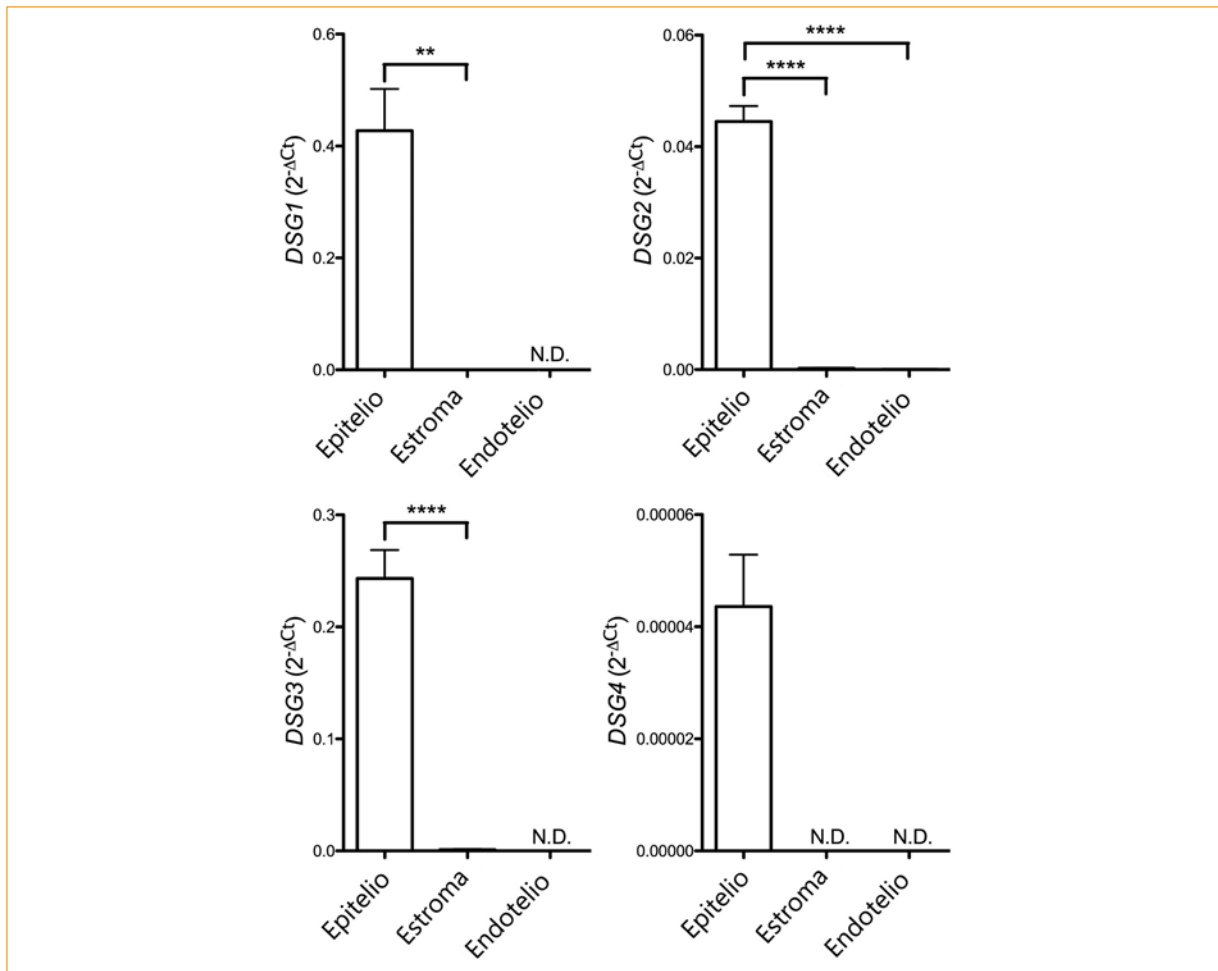 DSG1 (2-ΔCt)
0.6
0.4
0.2
0.0
**
N.D.
Epitelio
Estroma
Endotelio
DSG2 (2-ΔCt)
0.06
0.04
0.02
0.00
****
****
Epitelio
Estroma
Endotelio
DSG3 (2-ΔCt)
0.3
0.2
0.1
0.0
****
N.D.
Epitelio
Estroma
Endotelio
DSG4 (2-ΔCt)
0.00006
0.00004
0.00002
0.00000
N.D.
N.D.
Epitelio
Estroma
Endotelio